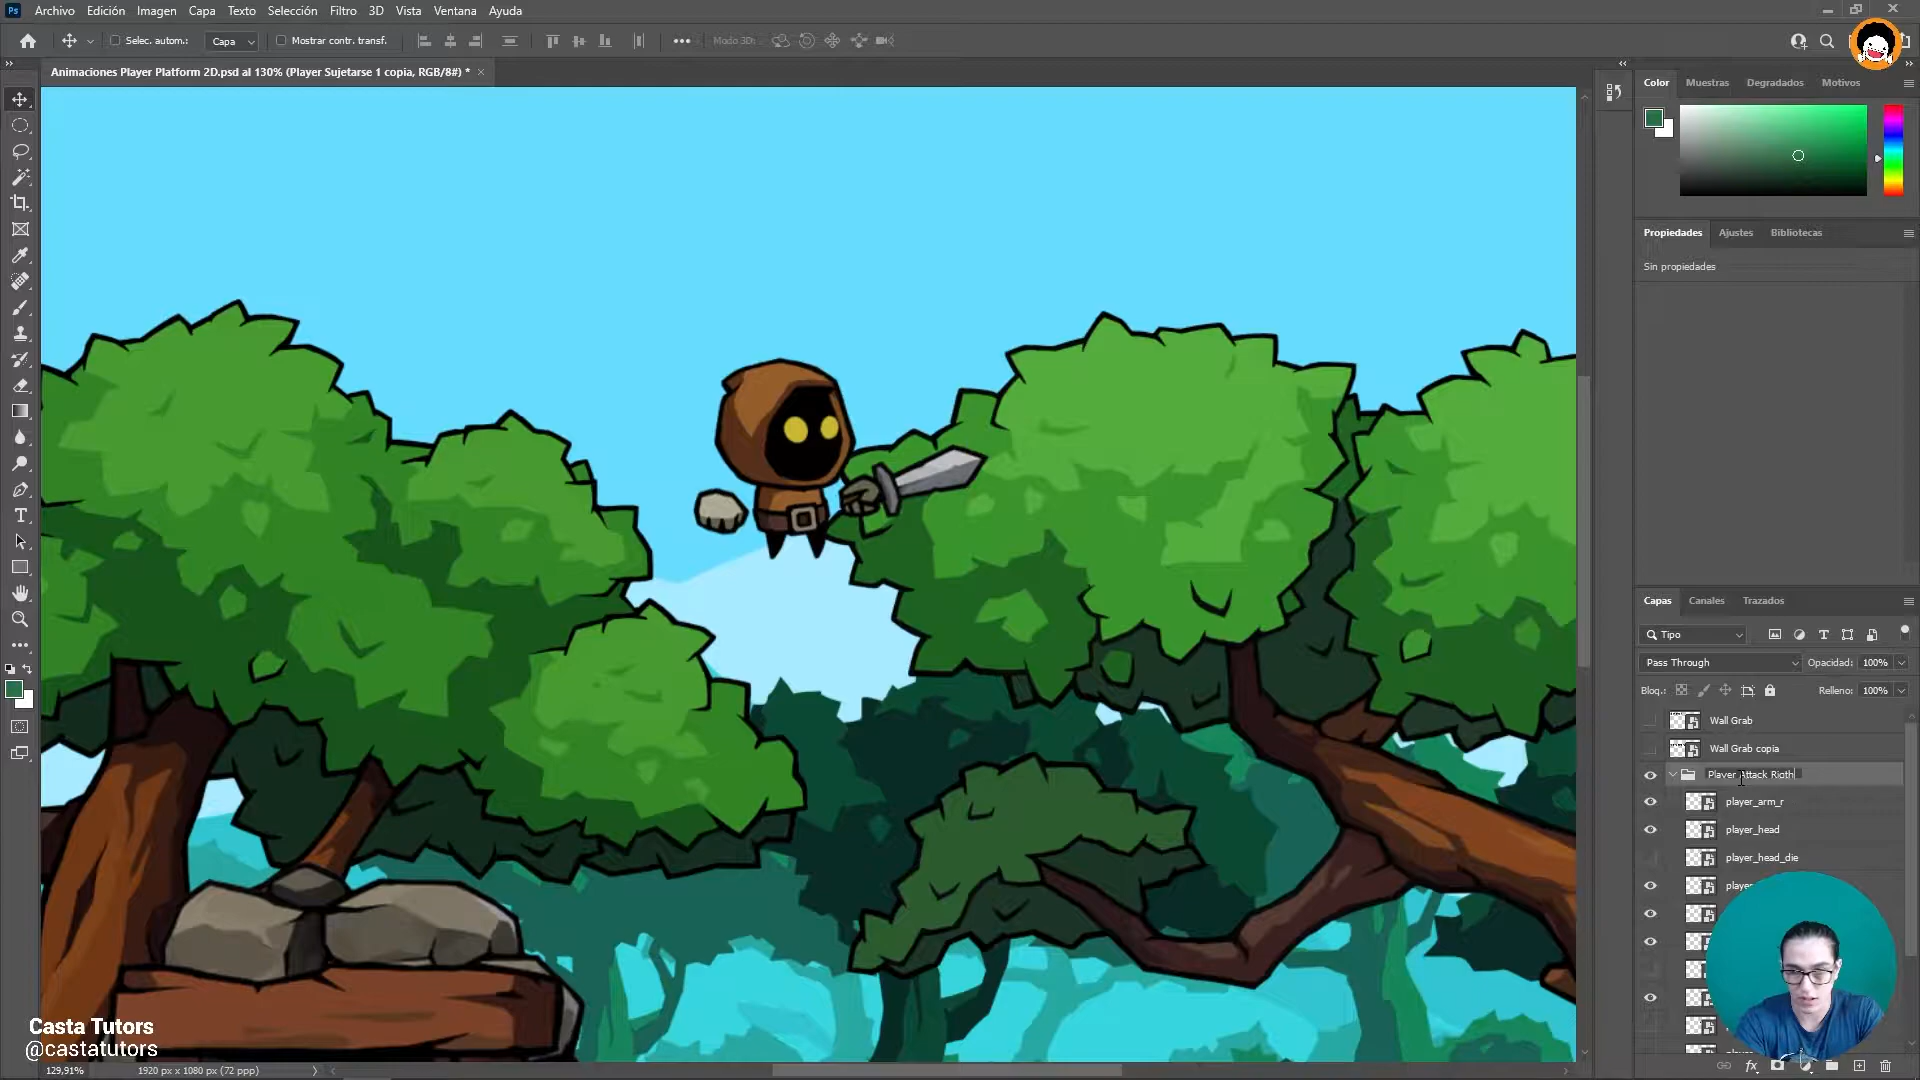 Ps Archivo Edición Imagen Capa Texto Selección Filtro 3D Vista Ventana Ayuda
Selec. autom.: Capa Mostrar contr. transf. Modo 3D:
Animaciones Player Platform 2D.psd al 130% (Player Sujetarse 1 copia, RGB/8#) *
Color Muestras Degradados Motivos
Propiedades Ajustes Bibliotecas
Sin propiedades
Capas Canales Trazados
Tipo
Pass Through Opacidad: 100%
Bloq.: Relleno: 100%
Wall Grab
Wall Grab copia
Player Attack Rigth
player_arm_r
player_head
player_head_die
Casta Tutors
@castatutors
129,91% 1920 px x 1080 px (72 ppp)